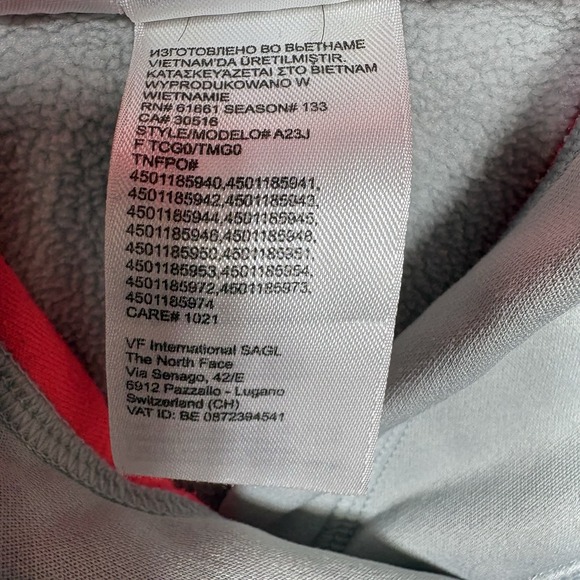 ИЗГОТОВЛЕНО ВО ВЬЕТНАМЕ
VIETNAM'DA ÜRETİLMİŞTİR.
ΚΑΤΑΣΚΕΥΑΖΕΤΑΙ ΣΤΟ ΒΙΕΤΝΑΜ
WYPRODUKOWANO W
WIETNAMIE
RN# 61661 SEASON# 133
CA# 30516
STYLE/MODELO# A23J
F TCG0/TMG0
TNFPO#
4501185940,4501185941,
4501185942,4501185943,
4501185944,4501185945,
4501185946,4501185948,
4501185950,4501185951,
4501185953,4501185954,
4501185972,4501185973,
4501185974
CARE# 1021
VF International SAGL
The North Face
Via Senago, 42/E
6912 Pazzallo - Lugano
Switzerland (CH)
VAT ID: BE 0872394541